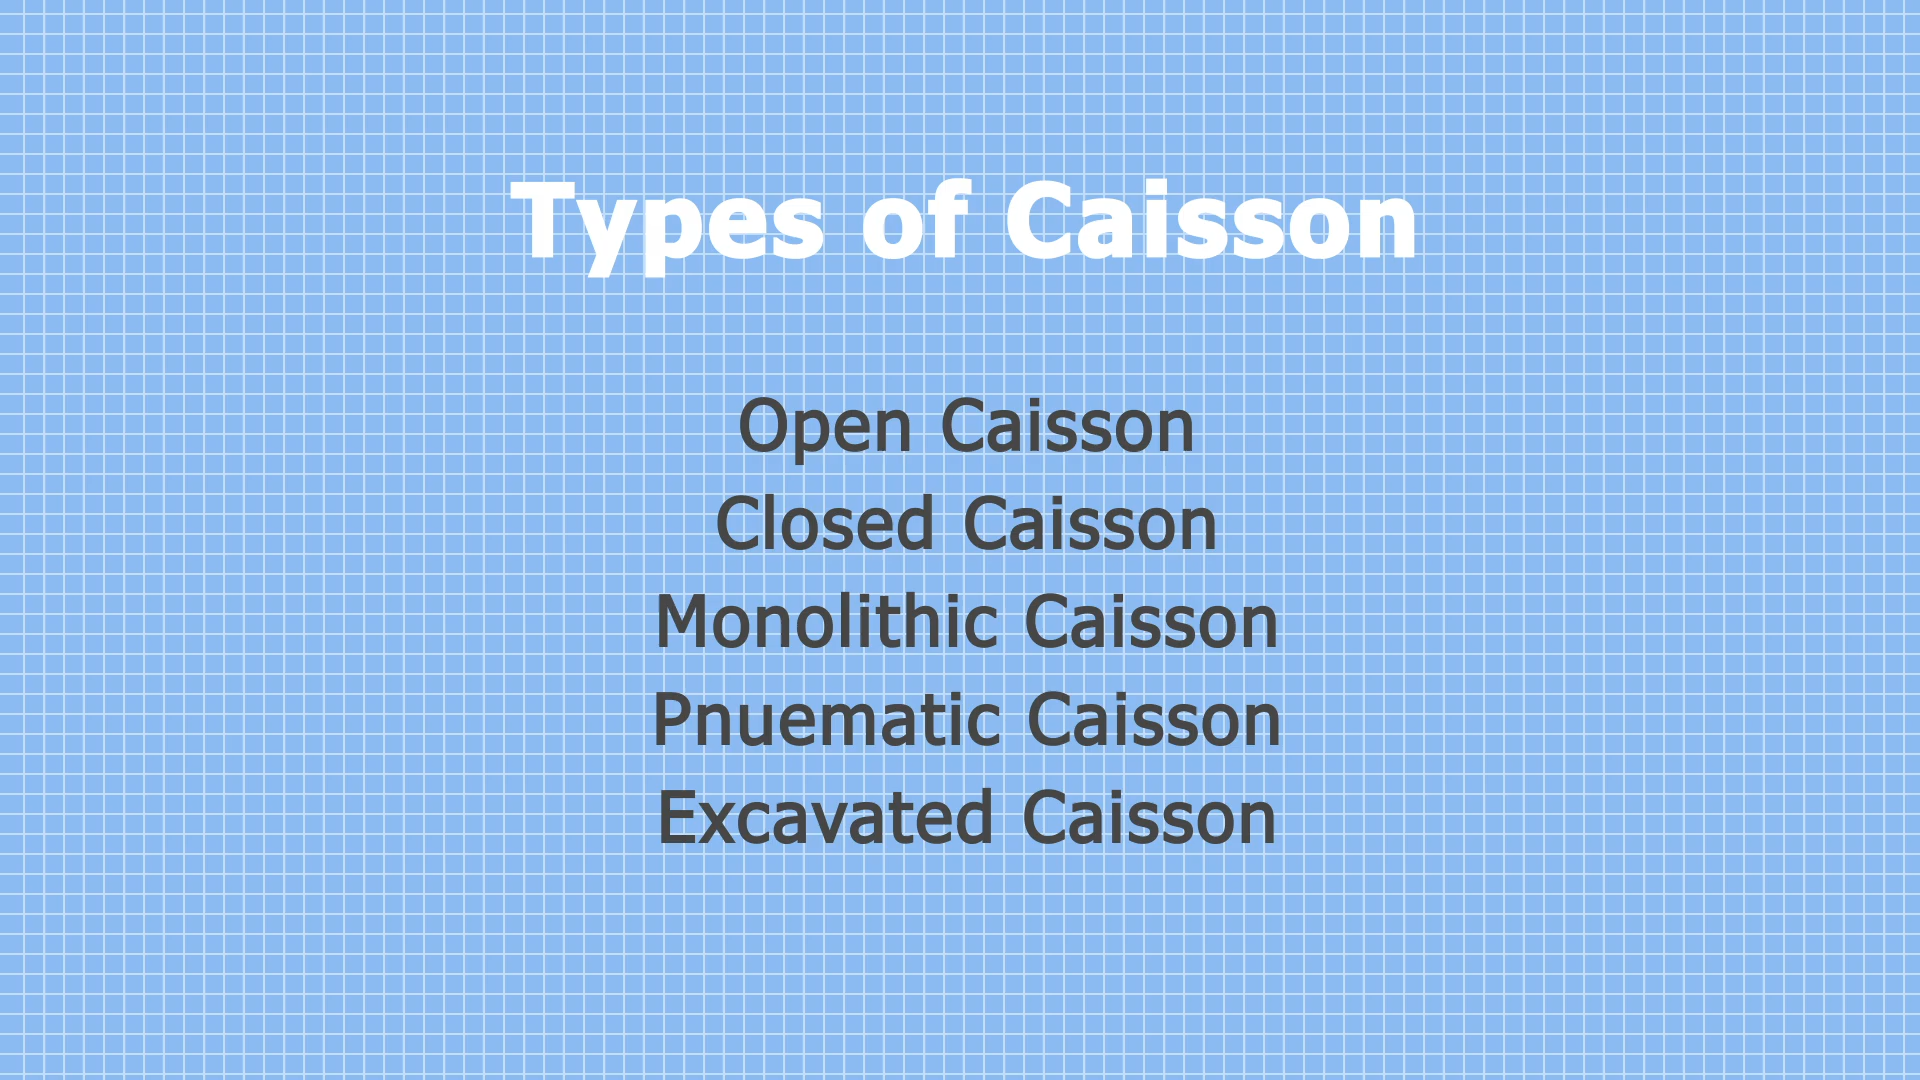 Types of Caisson
Open Caisson
Closed Caisson
Monolithic Caisson
Pnuematic Caisson
Excavated Caisson